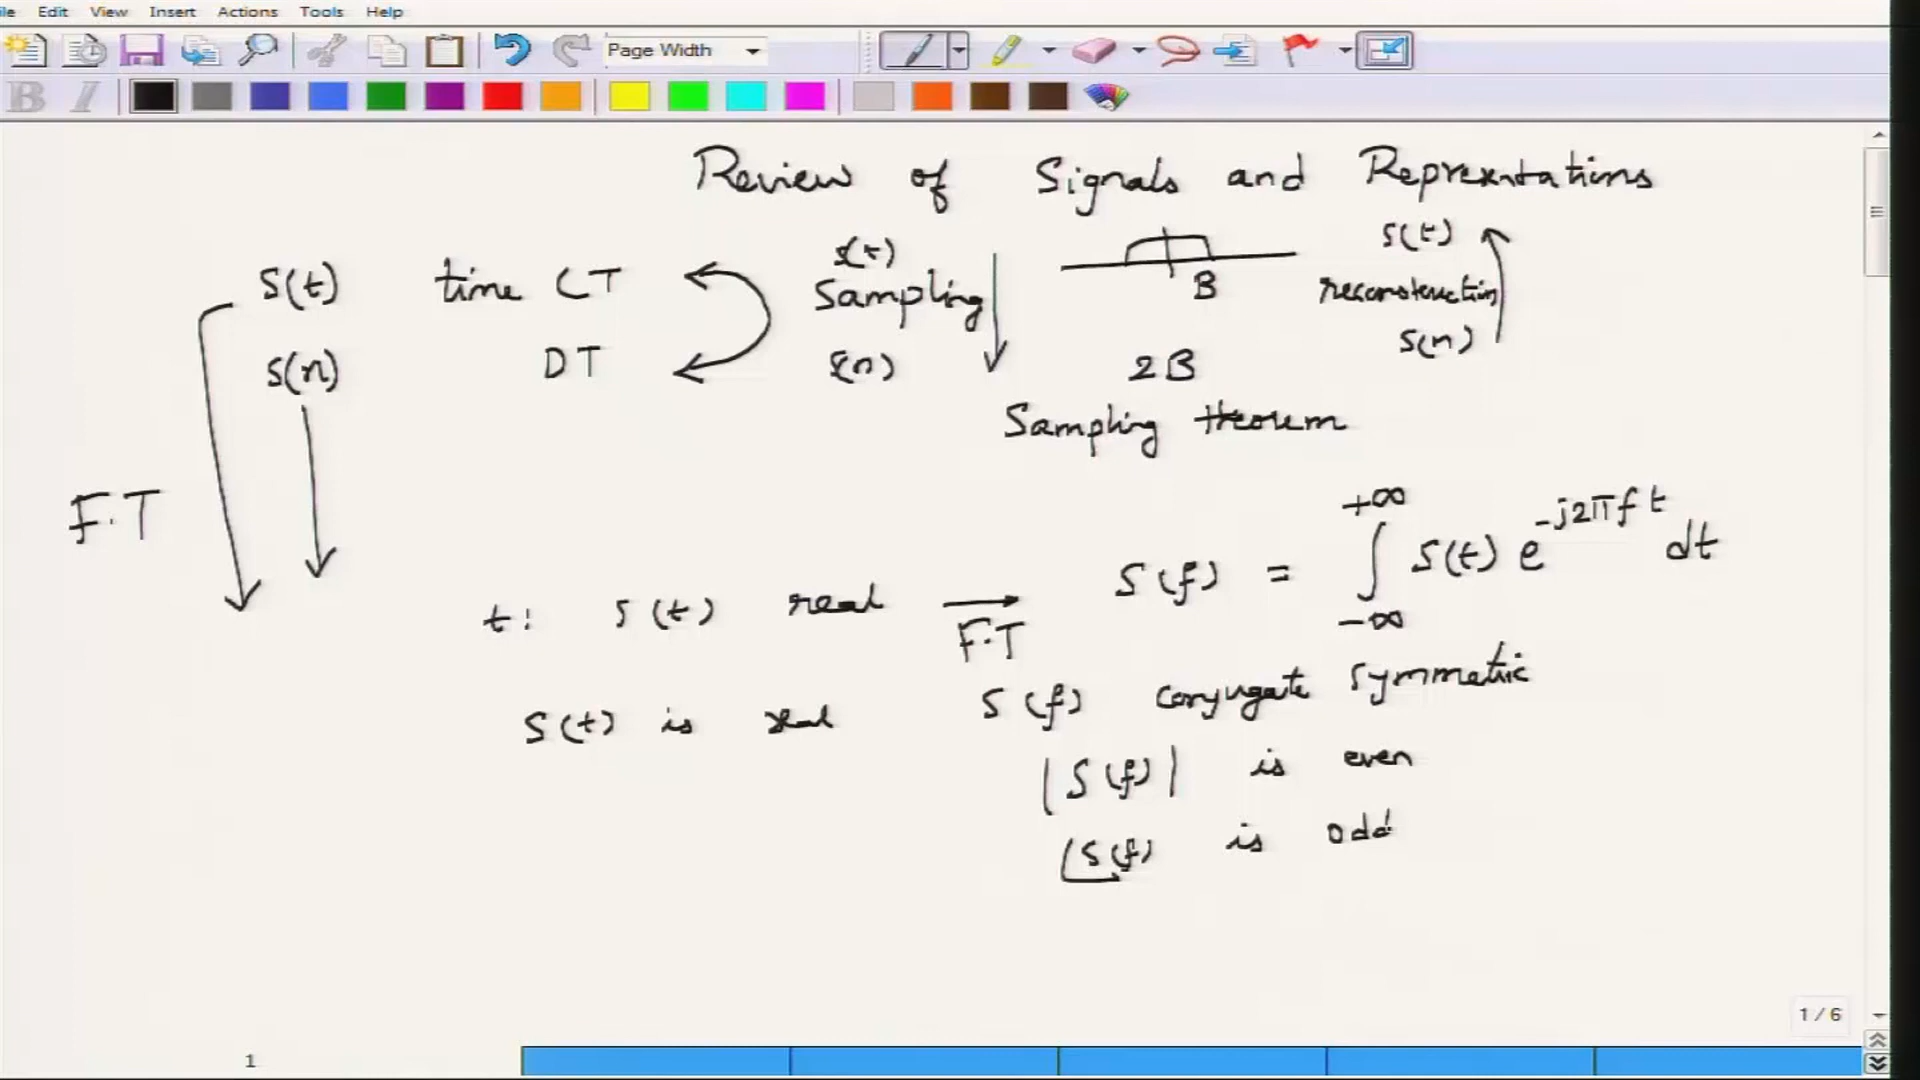 ile Edit View Insert Actions Tools Help
Page Width
B I
Review of Signals and Representations
S(t) time CT
s(t)
Sampling
B
S(t)
reconstruction
S(n)
S(n) DT
s(n)
2B
Sampling theorem
F.T
t: S(t) real
F.T
S(f) = ∫ S(t) e^{-j2πft} dt
+∞
-∞
S(t) is real
S(f) conjugate symmetric
|S(f)| is even
∠S(f) is odd
1 / 6
1